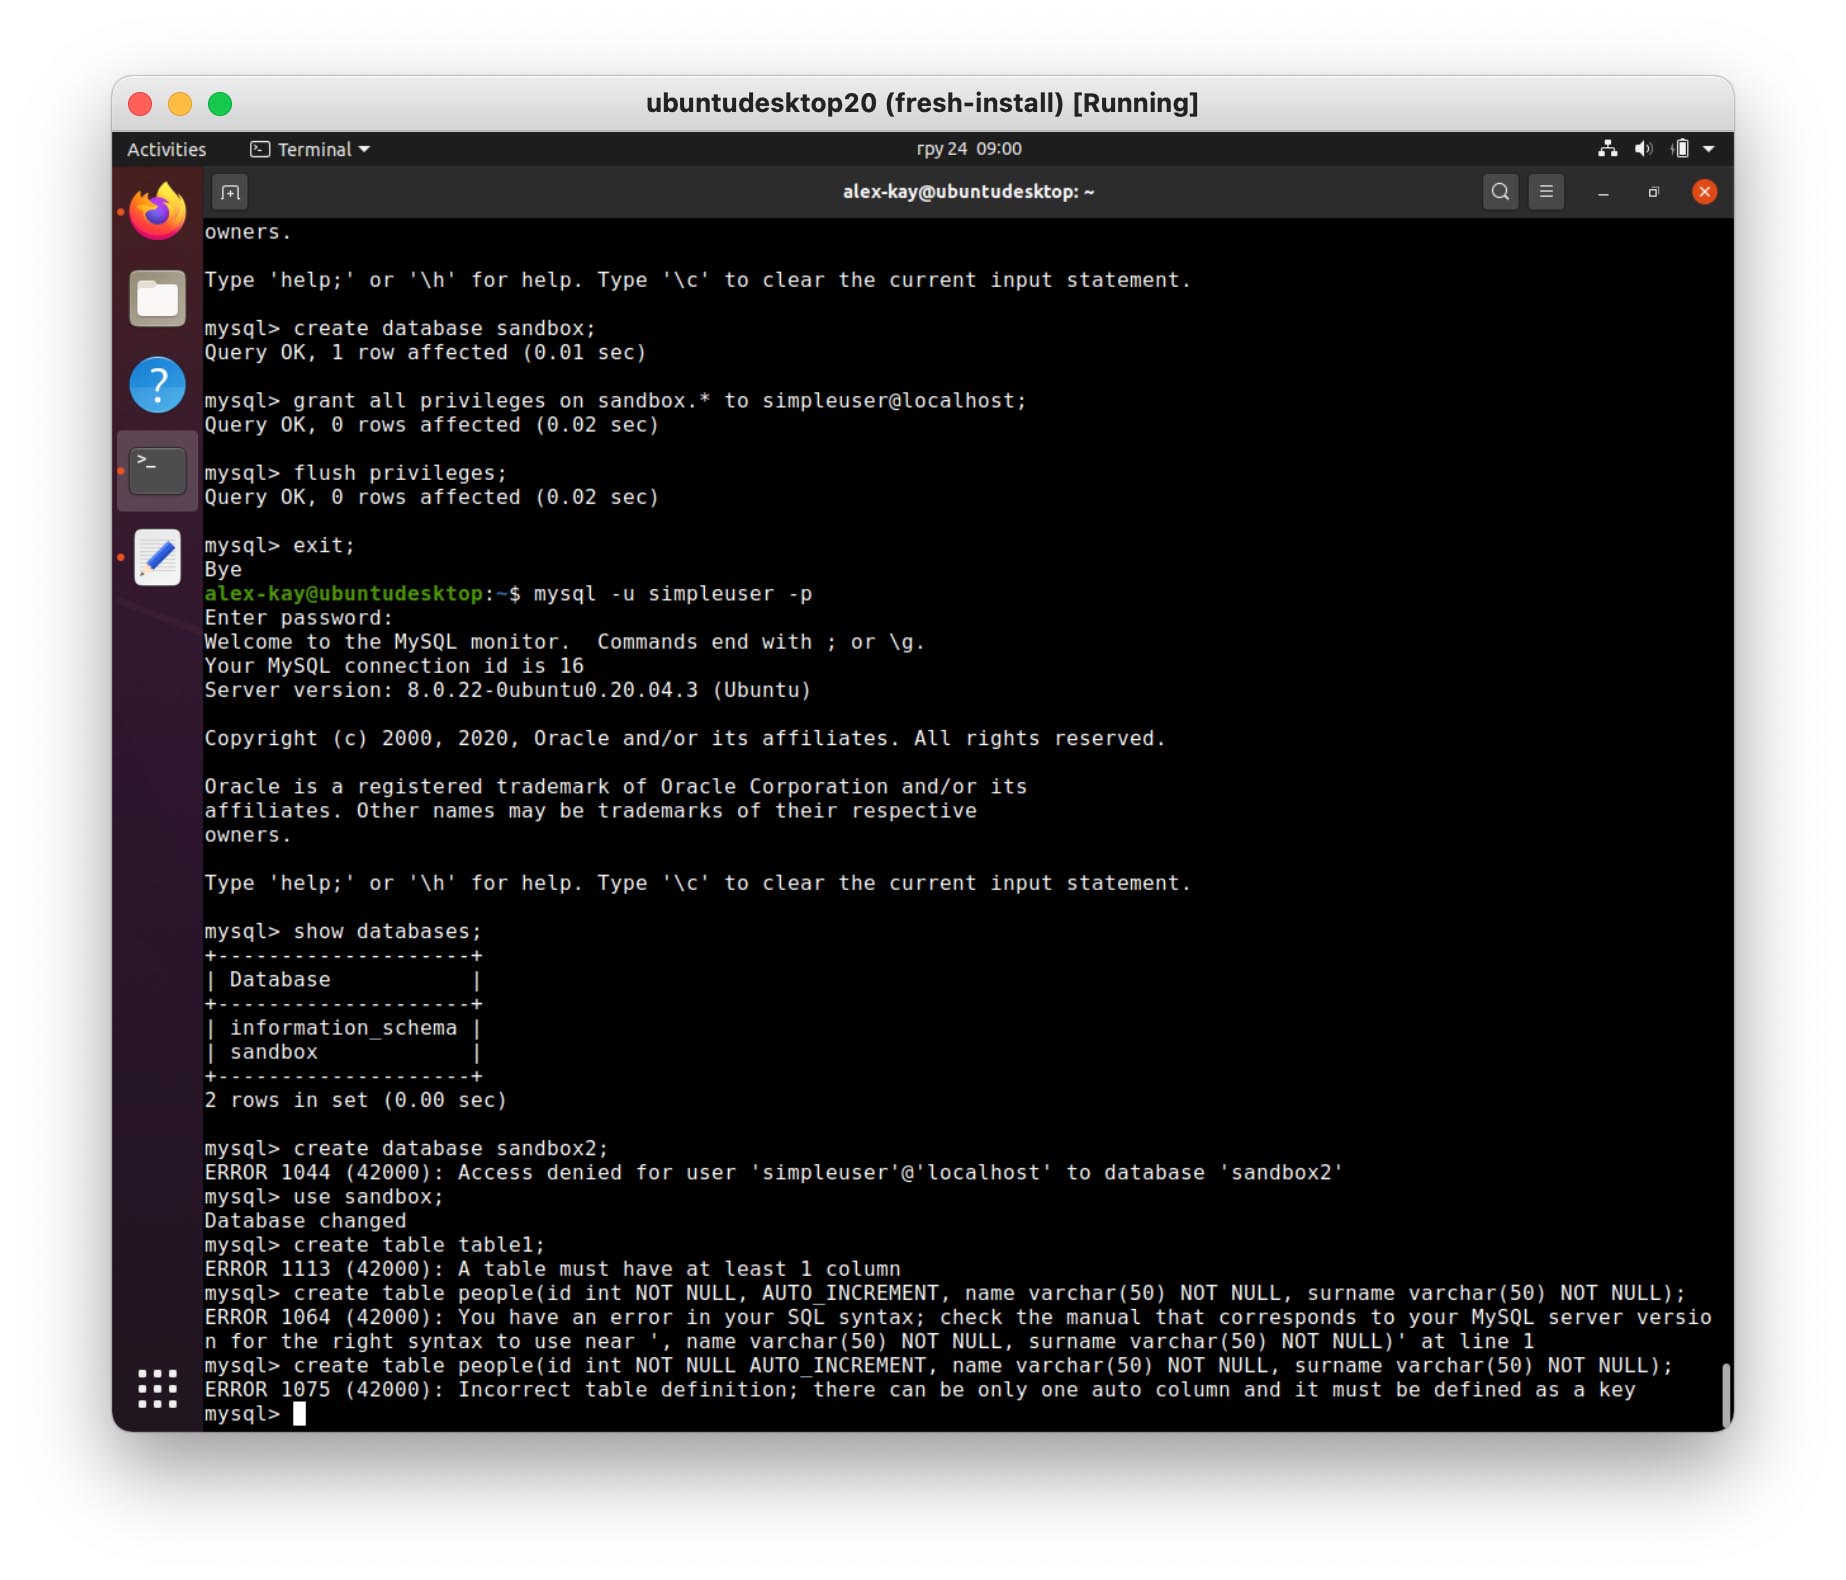 ubuntudesktop20 (fresh-install) [Running]
Activities
Terminal
гру 24 09:00
alex-kay@ubuntudesktop: ~
owners.
Type 'help;' or '\h' for help. Type '\c' to clear the current input statement.
mysql> create database sandbox;
Query OK, 1 row affected (0.01 sec)
mysql> grant all privileges on sandbox.* to simpleuser@localhost;
Query OK, 0 rows affected (0.02 sec)
mysql> flush privileges;
Query OK, 0 rows affected (0.02 sec)
mysql> exit;
Bye
alex-kay@ubuntudesktop:~$ mysql -u simpleuser -p
Enter password:
Welcome to the MySQL monitor.  Commands end with ; or \g.
Your MySQL connection id is 16
Server version: 8.0.22-0ubuntu0.20.04.3 (Ubuntu)
Copyright (c) 2000, 2020, Oracle and/or its affiliates. All rights reserved.
Oracle is a registered trademark of Oracle Corporation and/or its
affiliates. Other names may be trademarks of their respective
owners.
Type 'help;' or '\h' for help. Type '\c' to clear the current input statement.
mysql> show databases;
+--------------------+
| Database           |
+--------------------+
| information_schema |
| sandbox            |
+--------------------+
2 rows in set (0.00 sec)
mysql> create database sandbox2;
ERROR 1044 (42000): Access denied for user 'simpleuser'@'localhost' to database 'sandbox2'
mysql> use sandbox;
Database changed
mysql> create table table1;
ERROR 1113 (42000): A table must have at least 1 column
mysql> create table people(id int NOT NULL, AUTO_INCREMENT, name varchar(50) NOT NULL, surname varchar(50) NOT NULL);
ERROR 1064 (42000): You have an error in your SQL syntax; check the manual that corresponds to your MySQL server versio
n for the right syntax to use near ', name varchar(50) NOT NULL, surname varchar(50) NOT NULL)' at line 1
mysql> create table people(id int NOT NULL AUTO_INCREMENT, name varchar(50) NOT NULL, surname varchar(50) NOT NULL);
ERROR 1075 (42000): Incorrect table definition; there can be only one auto column and it must be defined as a key
mysql>